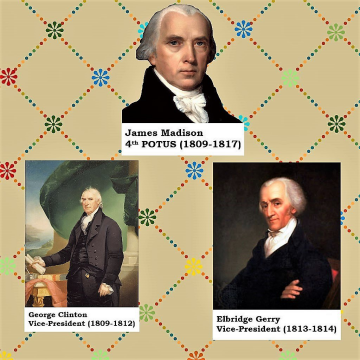 James Madison
4th POTUS (1809-1817)
George Clinton
Vice-President (1809-1812)
Elbridge Gerry
Vice-President (1813-1814)